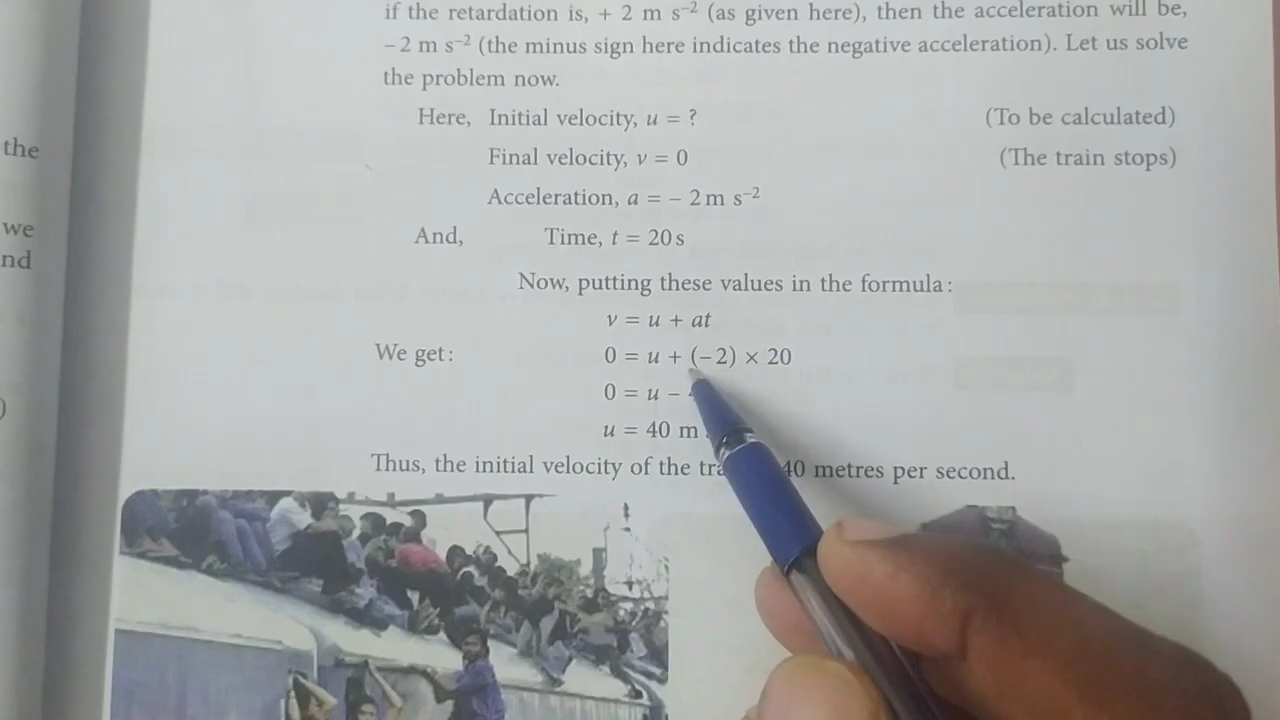 if the retardation is, + 2 m s⁻² (as given here), then the acceleration will be,
– 2 m s⁻² (the minus sign here indicates the negative acceleration). Let us solve
the problem now.
Here, Initial velocity, u = ? (To be calculated)
Final velocity, v = 0 (The train stops)
Acceleration, a = – 2 m s⁻²
And, Time, t = 20 s
Now, putting these values in the formula:
v = u + at
We get: 0 = u + (–2) × 20
0 = u –
u = 40 m
Thus, the initial velocity of the 40 metres per second.
the
we
nd
)